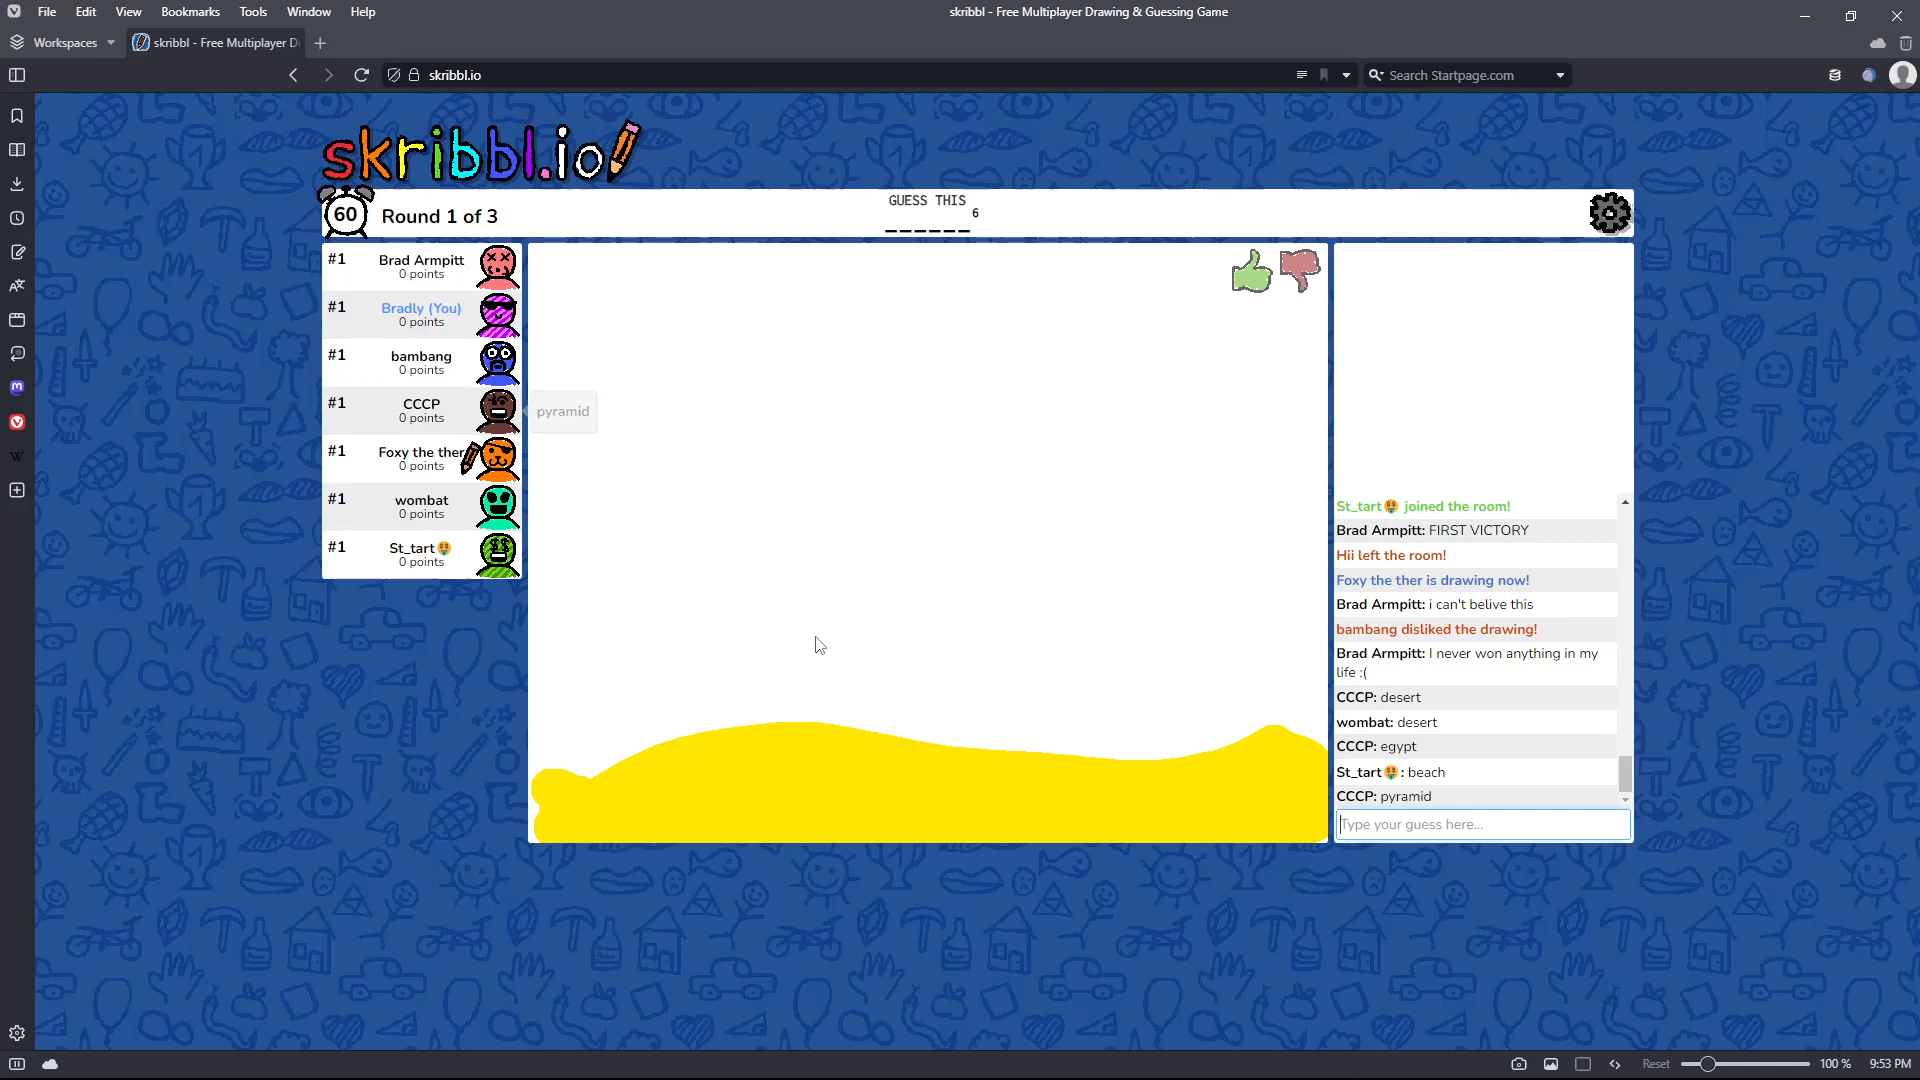 File Edit View Bookmarks Tools Window Help
skribbl - Free Multiplayer Drawing & Guessing Game
Workspaces
skribbl - Free Multiplayer D
skribbl.io
Search Startpage.com
skribbl.io
60
Round 1 of 3
GUESS THIS
______ 6
#1 Brad Armpitt
0 points
#1 Bradly (You)
0 points
#1 bambang
0 points
#1 CCCP
0 points
pyramid
#1 Foxy the ther
0 points
#1 wombat
0 points
#1 St_tart🤑
0 points
St_tart🤑 joined the room!
Brad Armpitt: FIRST VICTORY
Hii left the room!
Foxy the ther is drawing now!
Brad Armpitt: i can't belive this
bambang disliked the drawing!
Brad Armpitt: I never won anything in my
life :(
CCCP: desert
wombat: desert
CCCP: egypt
St_tart🤑: beach
CCCP: pyramid
Type your guess here...
Reset
100 %
9:53 PM